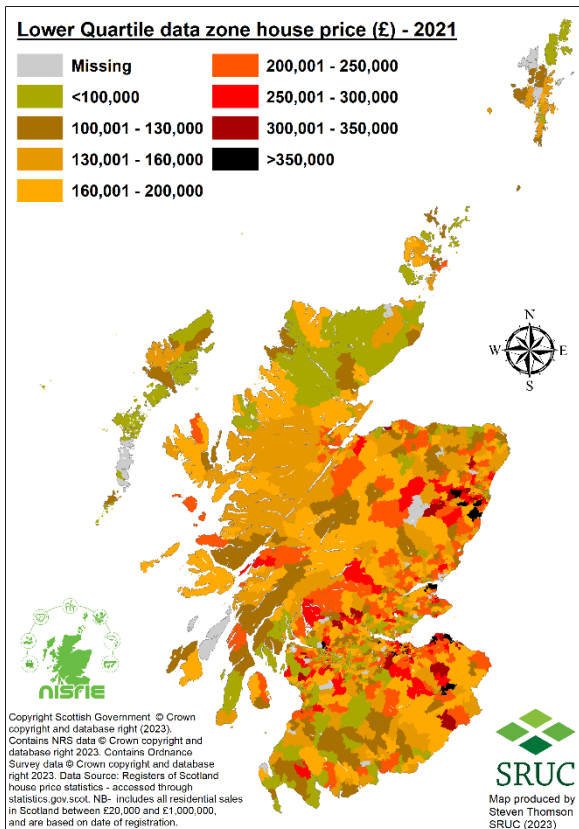 Lower Quartile data zone house price (£) - 2021
Missing
<100,000
100,001 - 130,000
130,001 - 160,000
160,001 - 200,000
200,001 - 250,000
250,001 - 300,000
300,001 - 350,000
>350,000
N
W E
S
NISFIE
Copyright Scottish Government © Crown
copyright and database right (2023).
Contains NRS data © Crown copyright and
database right 2023. Contains Ordnance
Survey data © Crown copyright and database
right 2023. Data Source: Registers of Scotland
house price statistics - accessed through
statistics.gov.scot. NB- includes all residential sales
in Scotland between £20,000 and £1,000,000,
and are based on date of registration.
SRUC
Map produced by
Steven Thomson
SRUC (2023)